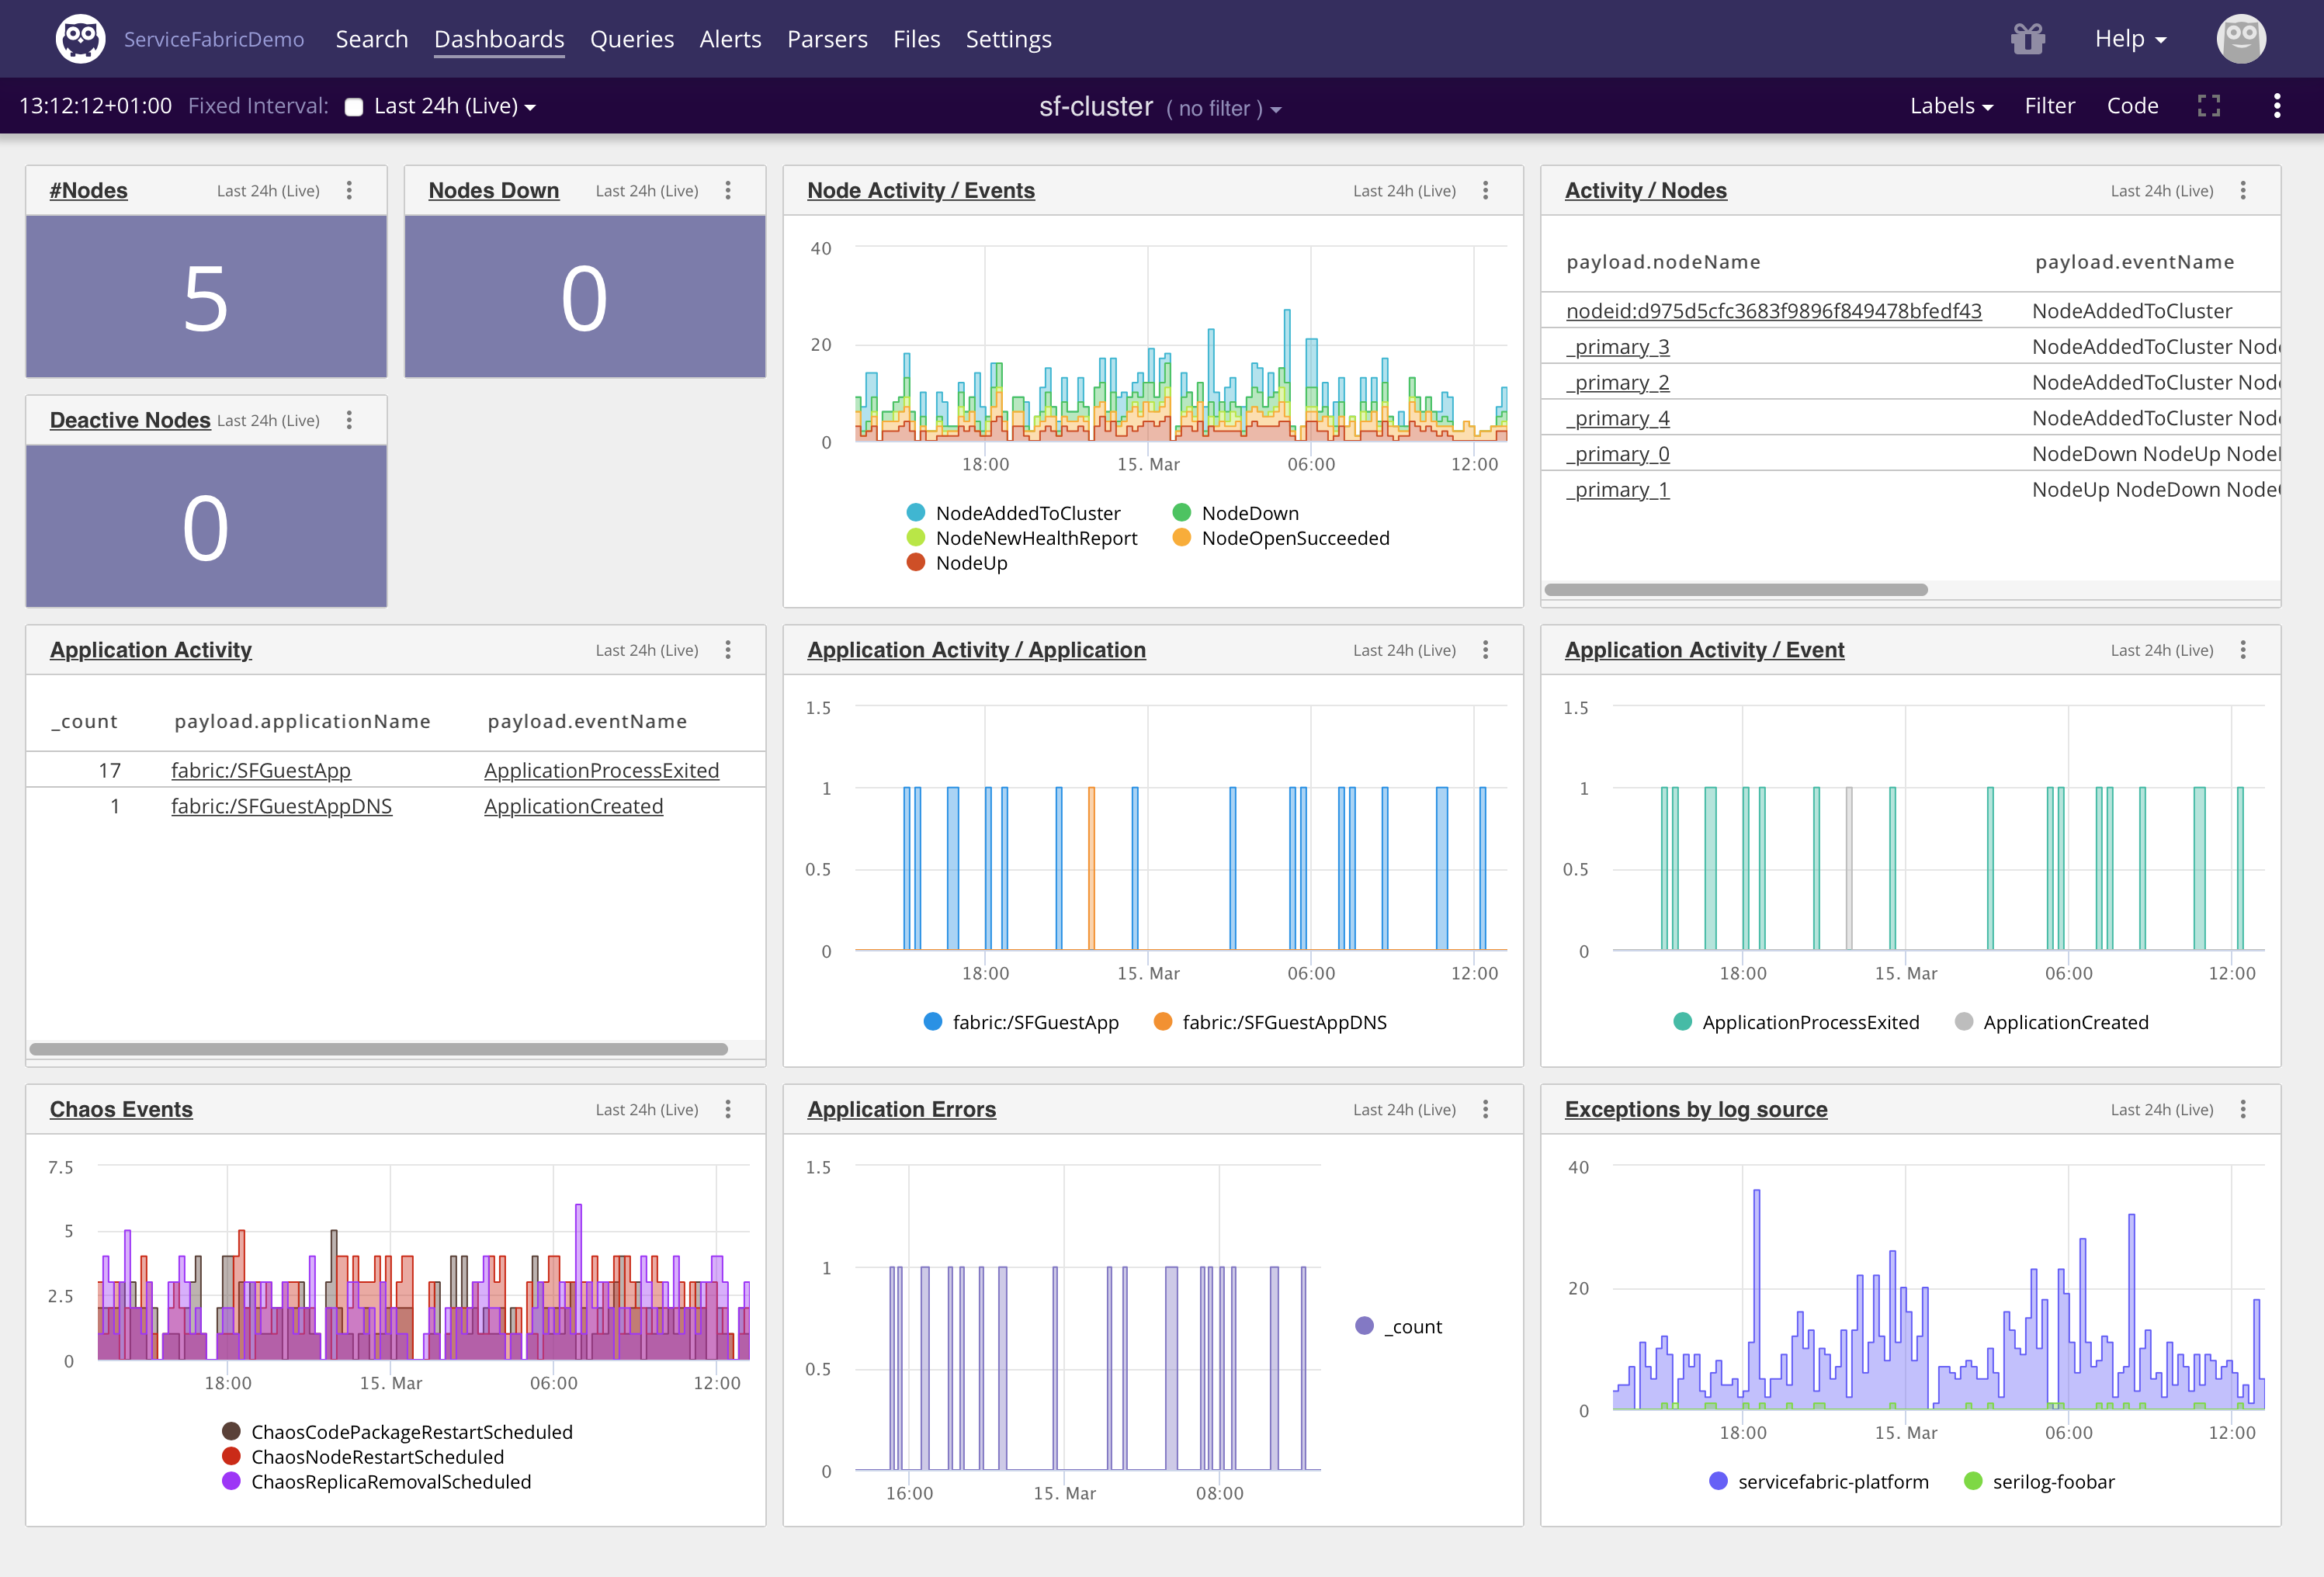 ServiceFabricDemo Search Dashboards Queries Alerts Parsers Files Settings Help
13:12:12+01:00 Fixed Interval: Last 24h (Live) sf-cluster ( no filter ) Labels Filter Code
#Nodes Last 24h (Live)
5
Nodes Down Last 24h (Live)
0
Deactive Nodes Last 24h (Live)
0
Node Activity / Events Last 24h (Live)
40
20
0
18:00 15. Mar 06:00 12:00
NodeAddedToCluster NodeDown
NodeNewHealthReport NodeOpenSucceeded
NodeUp
Activity / Nodes Last 24h (Live)
payload.nodeName payload.eventName
nodeid:d975d5cfc3683f9896f849478bfedf43 NodeAddedToCluster
_primary_3 NodeAddedToCluster
_primary_2 NodeAddedToCluster
_primary_4 NodeAddedToCluster
_primary_0 NodeDown NodeUp
_primary_1 NodeUp NodeDown
Application Activity Last 24h (Live)
_count payload.applicationName payload.eventName
17 fabric:/SFGuestApp ApplicationProcessExited
1 fabric:/SFGuestAppDNS ApplicationCreated
Application Activity / Application Last 24h (Live)
1.5
1
0.5
0
18:00 15. Mar 06:00 12:00
fabric:/SFGuestApp fabric:/SFGuestAppDNS
Application Activity / Event Last 24h (Live)
1.5
1
0.5
0
18:00 15. Mar 06:00 12:00
ApplicationProcessExited ApplicationCreated
Chaos Events Last 24h (Live)
7.5
5
2.5
0
18:00 15. Mar 06:00 12:00
ChaosCodePackageRestartScheduled
ChaosNodeRestartScheduled
ChaosReplicaRemovalScheduled
Application Errors Last 24h (Live)
1.5
1
0.5
0
16:00 15. Mar 08:00
_count
Exceptions by log source Last 24h (Live)
40
20
0
18:00 15. Mar 06:00 12:00
servicefabric-platform serilog-foobar